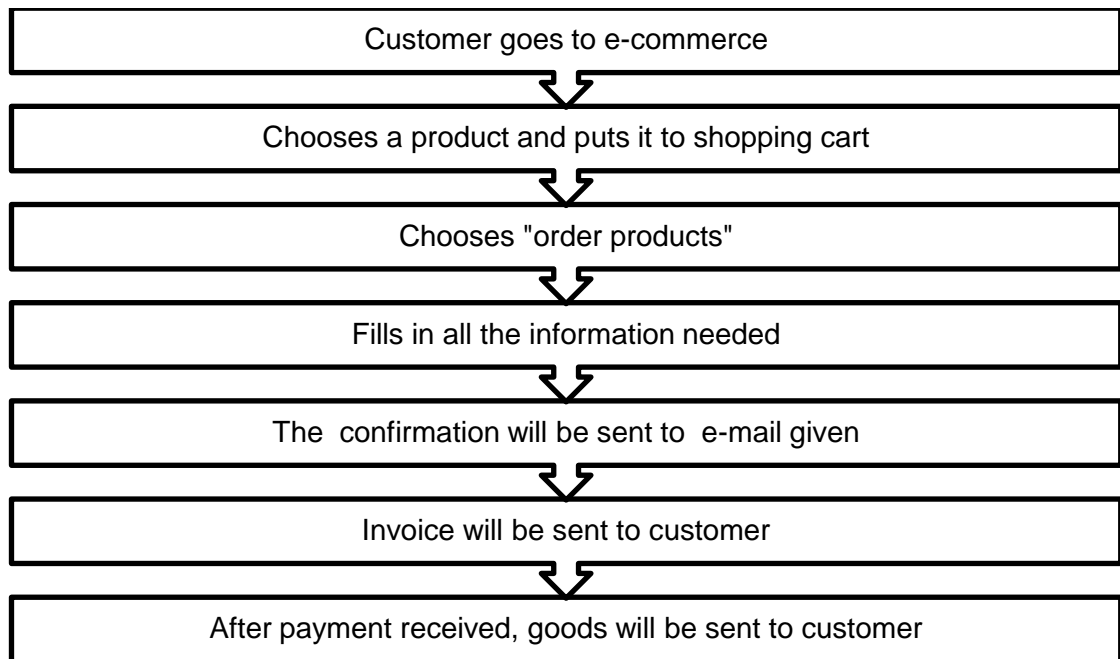 Customer goes to e-commerce
Chooses a product and puts it to shopping cart
Chooses "order products"
Fills in all the information needed
The confirmation will be sent to e-mail given
Invoice will be sent to customer
After payment received, goods will be sent to customer